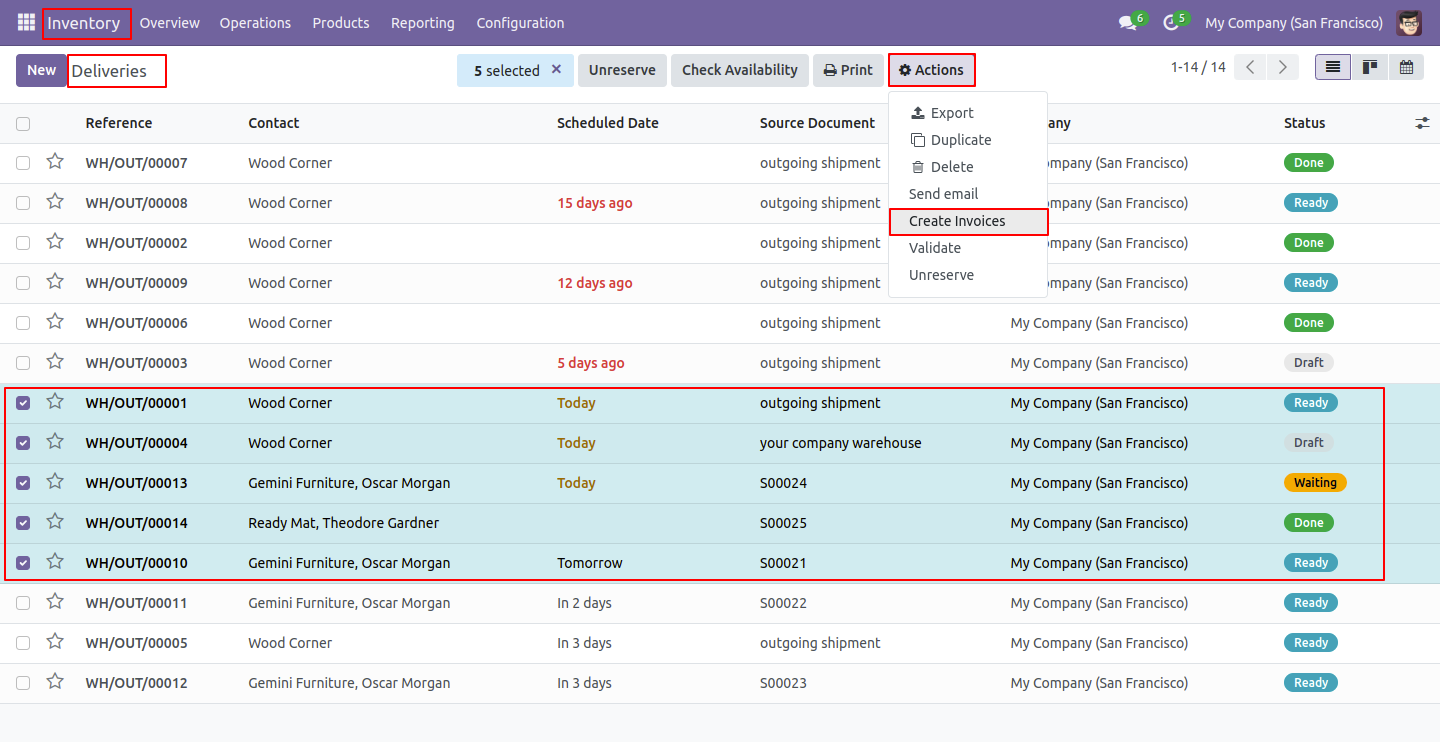 Inventory Overview Operations Products Reporting Configuration 6 5 My Company (San Francisco)
New Deliveries 5 selected × Unreserve Check Availability Print Actions 1-14 / 14
Export
Duplicate
Delete
Send email
Create Invoices
Validate
Unreserve
Reference Contact Scheduled Date Source Document any Status
WH/OUT/00007 Wood Corner outgoing shipment y Company (San Francisco) Done
WH/OUT/00008 Wood Corner 15 days ago outgoing shipment y Company (San Francisco) Ready
WH/OUT/00002 Wood Corner outgoing shipment y Company (San Francisco) Done
WH/OUT/00009 Wood Corner 12 days ago outgoing shipment y Company (San Francisco) Ready
WH/OUT/00006 Wood Corner outgoing shipment My Company (San Francisco) Done
WH/OUT/00003 Wood Corner 5 days ago outgoing shipment My Company (San Francisco) Draft
WH/OUT/00001 Wood Corner Today outgoing shipment My Company (San Francisco) Ready
WH/OUT/00004 Wood Corner Today your company warehouse My Company (San Francisco) Draft
WH/OUT/00013 Gemini Furniture, Oscar Morgan Today S00024 My Company (San Francisco) Waiting
WH/OUT/00014 Ready Mat, Theodore Gardner S00025 My Company (San Francisco) Done
WH/OUT/00010 Gemini Furniture, Oscar Morgan Tomorrow S00021 My Company (San Francisco) Ready
WH/OUT/00011 Gemini Furniture, Oscar Morgan In 2 days S00022 My Company (San Francisco) Ready
WH/OUT/00005 Wood Corner In 3 days outgoing shipment My Company (San Francisco) Ready
WH/OUT/00012 Gemini Furniture, Oscar Morgan In 3 days S00023 My Company (San Francisco) Ready